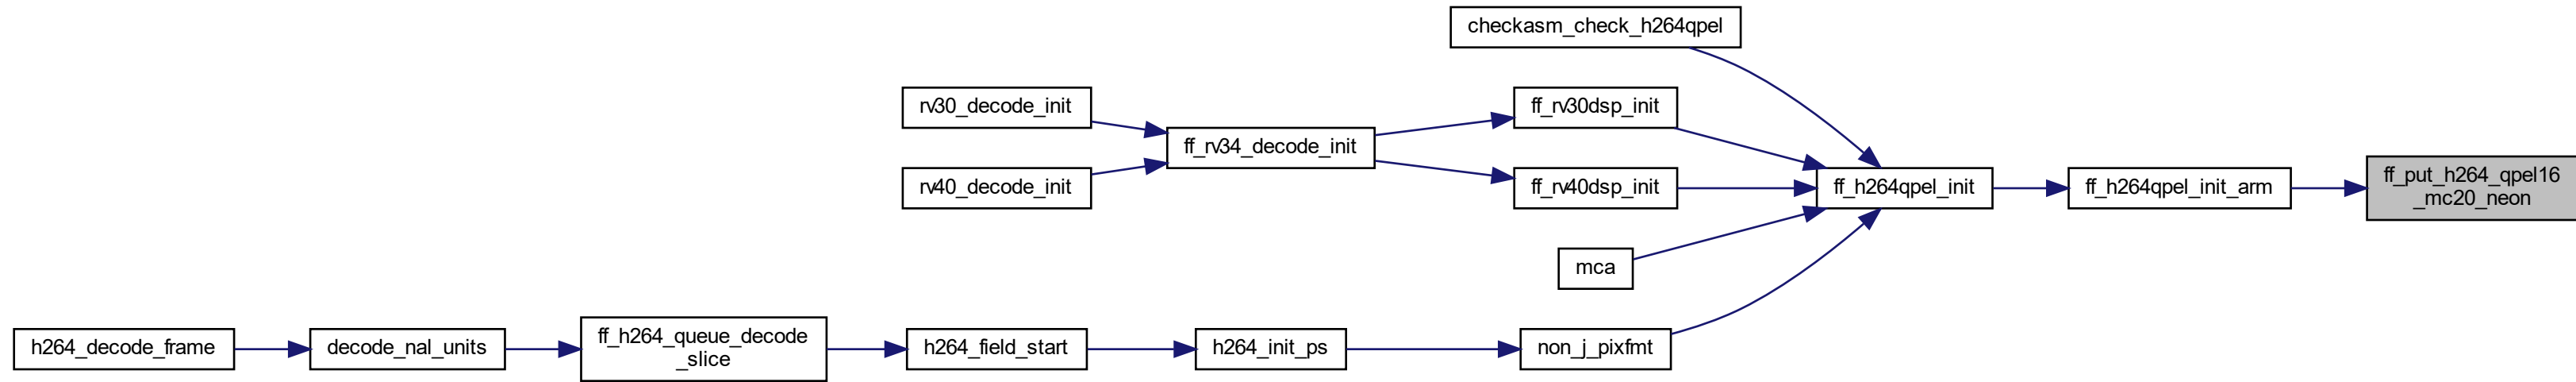 checkasm_check_h264qpel
rv30_decode_init
ff_rv30dsp_init
ff_rv34_decode_init
rv40_decode_init
ff_rv40dsp_init
ff_h264qpel_init
ff_h264qpel_init_arm
ff_put_h264_qpel16
_mc20_neon
mca
h264_decode_frame
decode_nal_units
ff_h264_queue_decode
_slice
h264_field_start
h264_init_ps
non_j_pixfmt